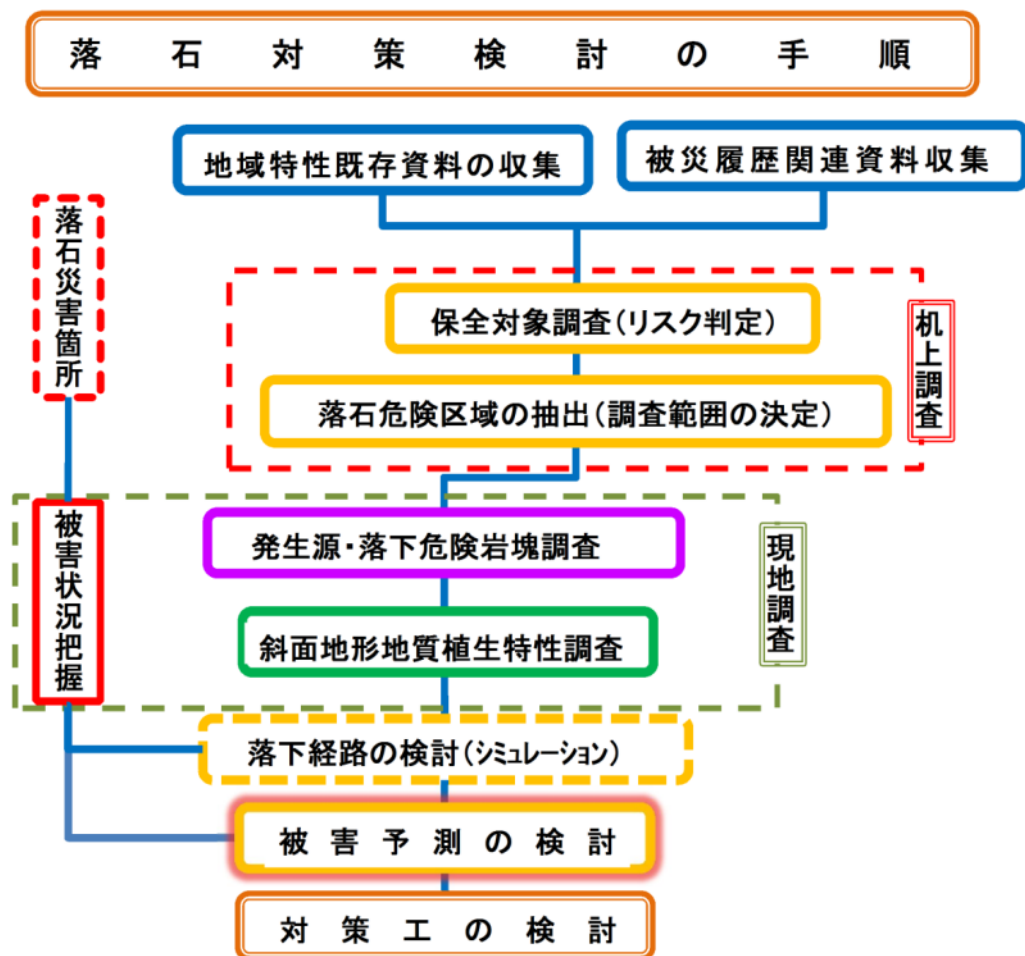 落石対策検討の手順
地域特性既存資料の収集
被災履歴関連資料収集
落石災害箇所
保全対象調査(リスク判定)
落石危険区域の抽出(調査範囲の決定)
机上調査
被害状況把握
発生源・落下危険岩塊調査
斜面地形地質植生特性調査
現地調査
落下経路の検討(シミュレーション)
被害予測の検討
対策工の検討